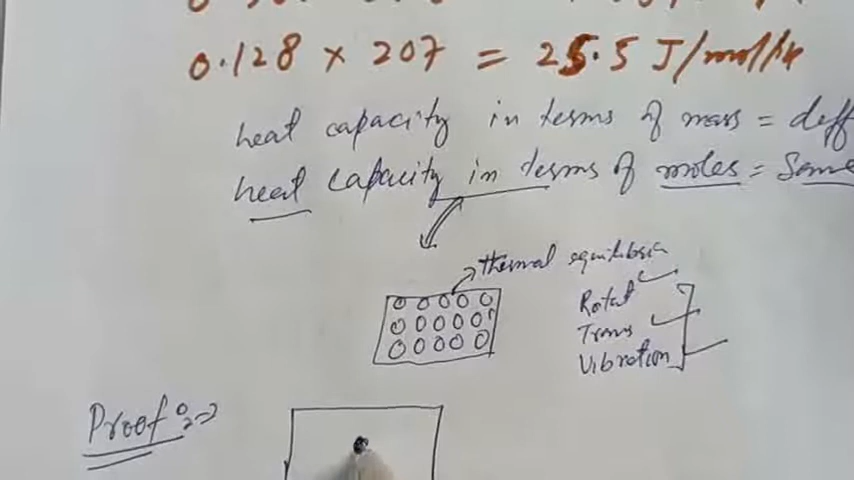 0.128 × 207 = 25.5 J/mol/k
heat capacity in terms of mass = diff
heat capacity in terms of moles = Same
thermal equilibria
Rotat
Trans
Vibration
Proof